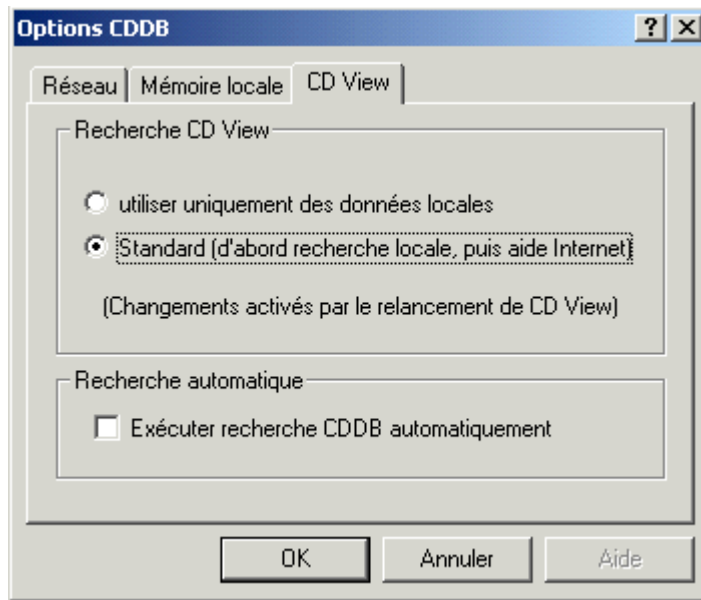 Options CDDB
Réseau Mémoire locale CD View
Recherche CD View
utiliser uniquement des données locales
Standard (d'abord recherche locale, puis aide Internet)
(Changements activés par le relancement de CD View)
Recherche automatique
Exécuter recherche CDDB automatiquement
OK Annuler Aide